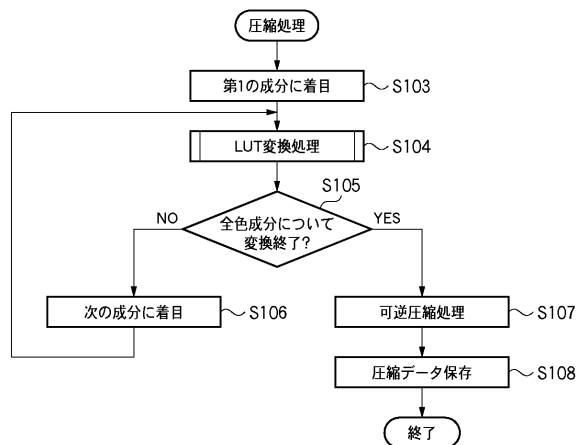 圧縮処理
第1の成分に着目
S103
LUT変換処理
S104
S105
全色成分について
変換終了?
NO
YES
次の成分に着目
S106
可逆圧縮処理
S107
圧縮データ保存
S108
終了